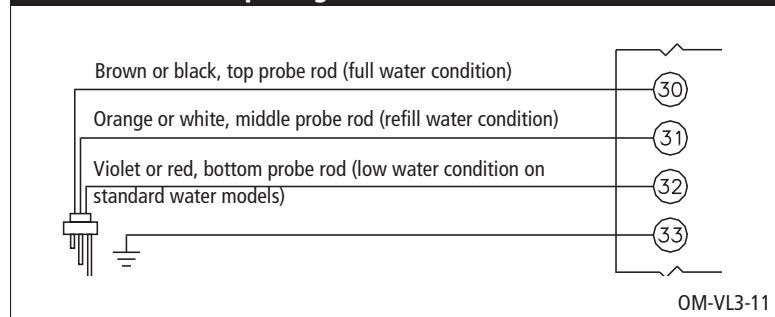 Brown or black, top probe rod (full water condition)
30
Orange or white, middle probe rod (refill water condition)
31
Violet or red, bottom probe rod (low water condition on
standard water models)
32
33
OM-VL3-11